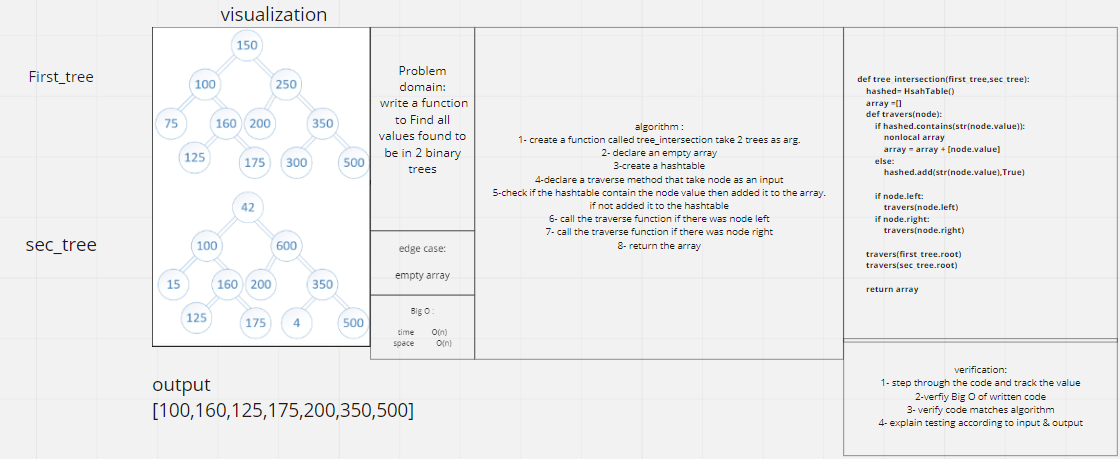 visualization
First_tree
150
100 250
75 160 200 350
125 175 300 500
sec_tree
42
100 600
15 160 200 350
125 175 4 500
output
[100,160,125,175,200,350,500]
Problem
domain:
write a function
to Find all
values found to
be in 2 binary
trees
edge case:
empty array
Big O :
time O(n)
space O(n)
algorithm :
1- create a function called tree_intersection take 2 trees as arg.
2- declare an empty array
3-create a hashtable
4-declare a traverse method that take node as an input
5-check if the hashtable contain the node value then added it to the array.
if not added it to the hashtable
6- call the traverse function if there was node left
7- call the traverse function if there was node right
8- return the array
def tree_intersection(first_tree,sec_tree):
hashed= HsahTable()
array =[]
def travers(node):
if hashed.contains(str(node.value)):
nonlocal array
array = array + [node.value]
else:
hashed.add(str(node.value),True)
if node.left:
travers(node.left)
if node.right:
travers(node.right)
travers(first_tree.root)
travers(sec_tree.root)
return array
verification:
1- step through the code and track the value
2-verfiy Big O of written code
3- verify code matches algorithm
4- explain testing according to input & output